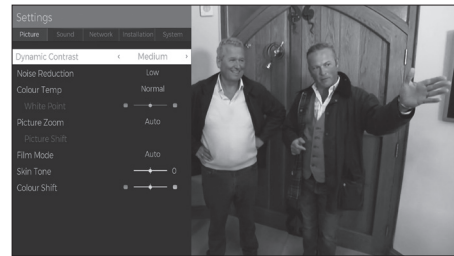 Settings
Picture Sound Network Installation System
Dynamic Contrast ‹ Medium ›
Noise Reduction Low
Colour Temp Normal
White Point
Picture Zoom Auto
Picture Shift
Film Mode Auto
Skin Tone 0
Colour Shift